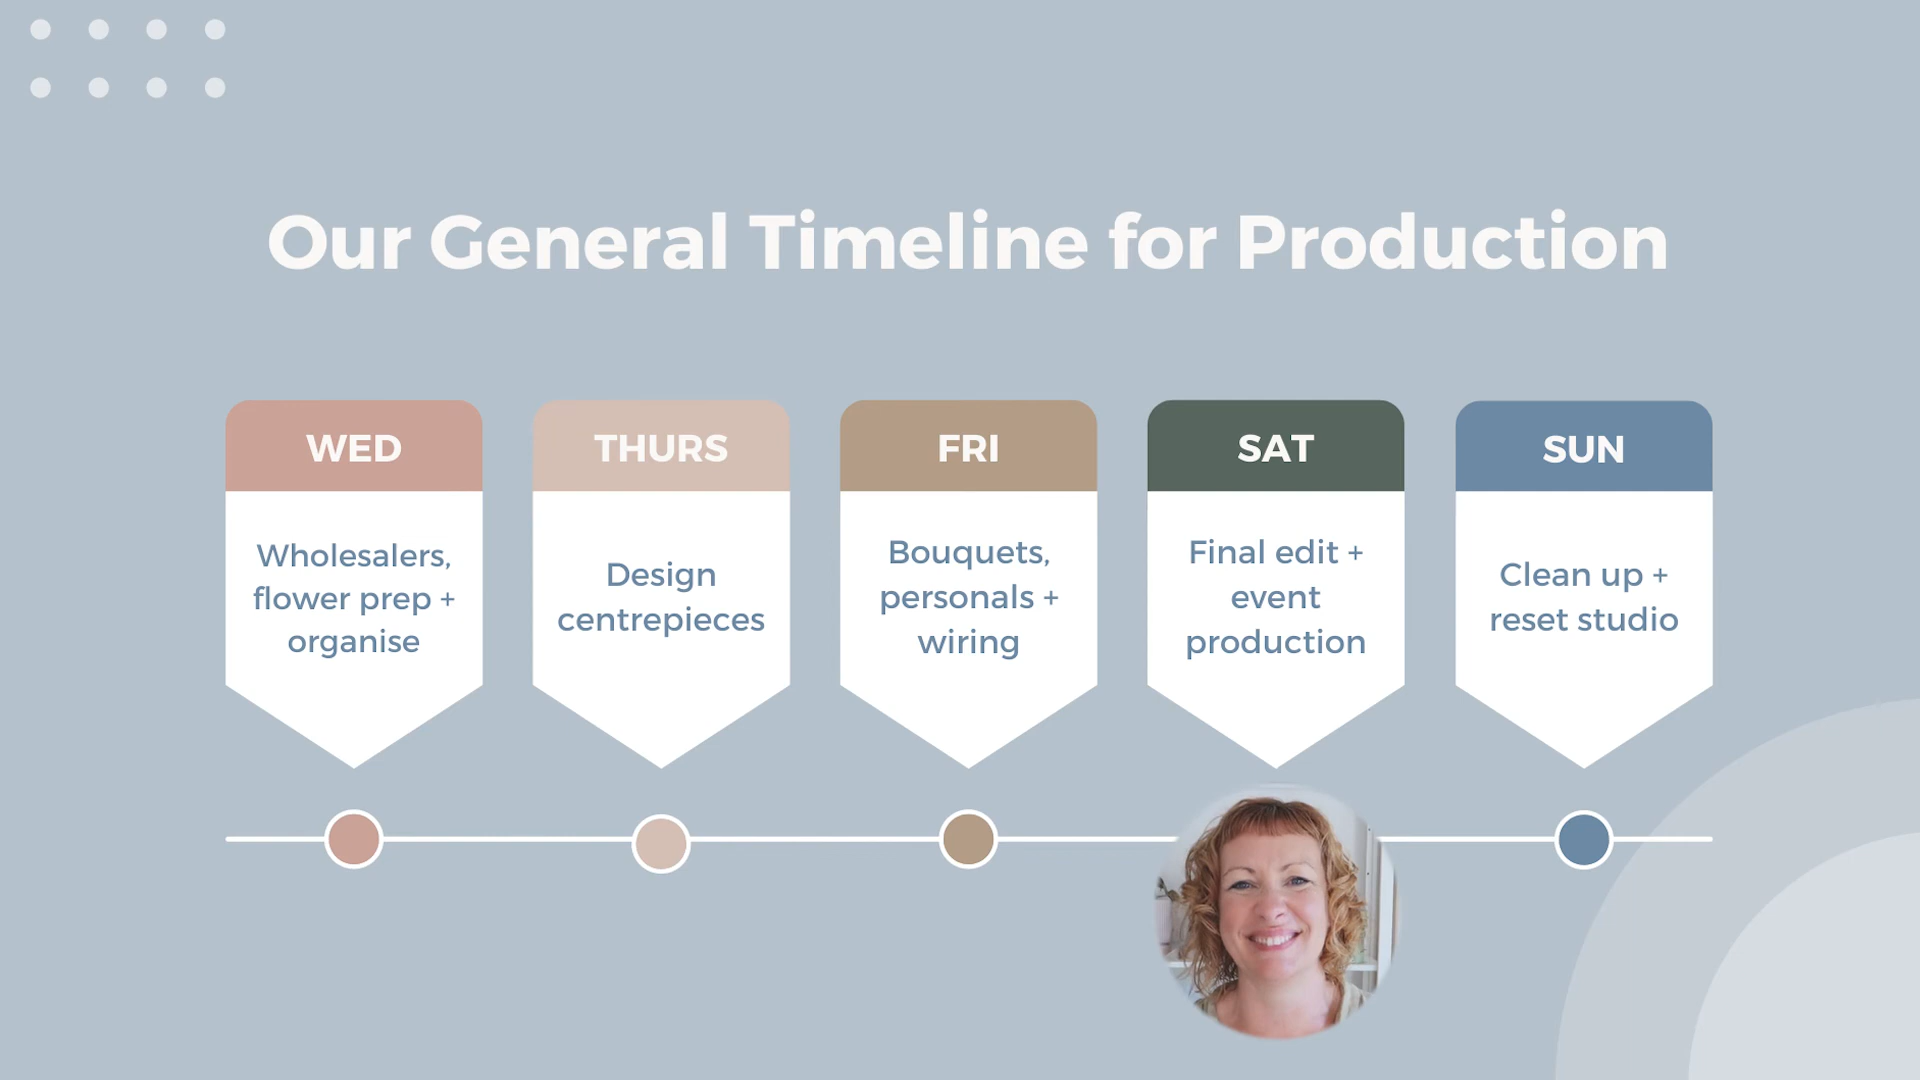 Our General Timeline for Production
WED
Wholesalers,
flower prep +
organise
THURS
Design
centrepieces
FRI
Bouquets,
personals +
wiring
SAT
Final edit +
event
production
SUN
Clean up +
reset studio